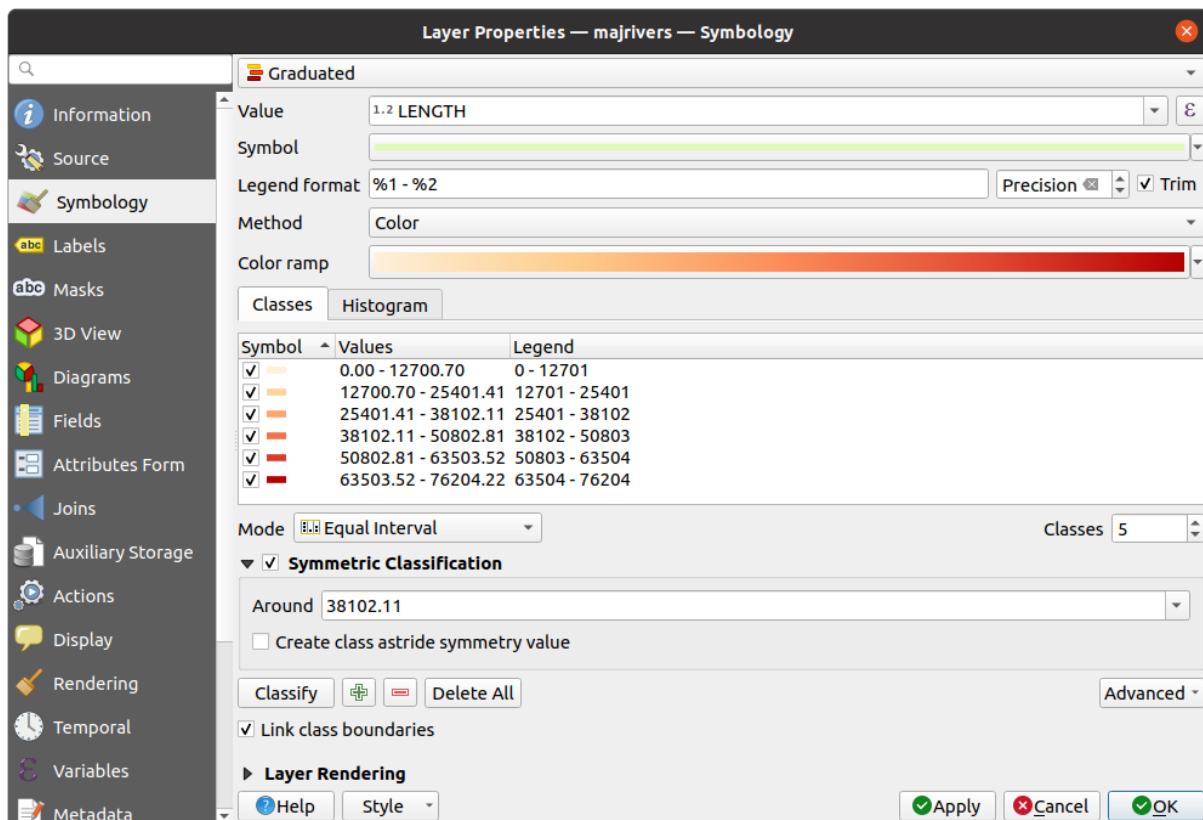 Layer Properties — majrivers — Symbology
Graduated
Information
Source
Symbology
abc Labels
abc Masks
3D View
Diagrams
Fields
Attributes Form
Joins
Auxiliary Storage
Actions
Display
Rendering
Temporal
Variables
Metadata
Value 1.2 LENGTH ε
Symbol
Legend format %1 - %2 Precision Trim
Method Color
Color ramp
Classes Histogram
Symbol Values Legend
0.00 - 12700.70 0 - 12701
12700.70 - 25401.41 12701 - 25401
25401.41 - 38102.11 25401 - 38102
38102.11 - 50802.81 38102 - 50803
50802.81 - 63503.52 50803 - 63504
63503.52 - 76204.22 63504 - 76204
Mode Equal Interval Classes 5
Symmetric Classification
Around 38102.11
Create class astride symmetry value
Classify Delete All Advanced
Link class boundaries
Layer Rendering
Help Style Apply Cancel OK